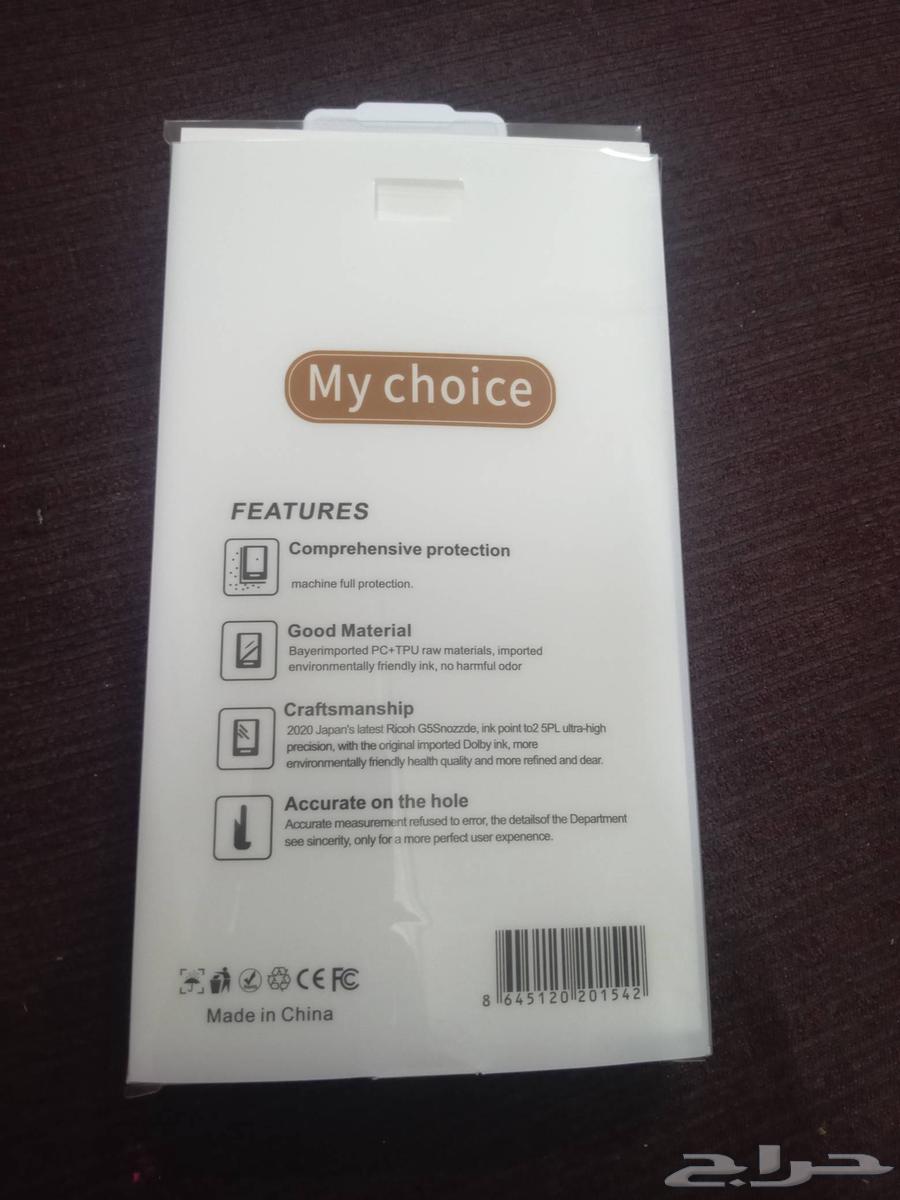 My choice
FEATURES
Comprehensive protection
machine full protection.
Good Material
Bayerimported PC+TPU raw materials, imported
environmentally friendly ink, no harmful odor
Craftsmanship
2020 Japan's latest Ricoh G5Snozzde, ink point to2 5PL ultra-high
precision, with the original imported Dolby ink, more
environmentally friendly health quality and more refined and dear.
Accurate on the hole
Accurate measurement refused to error, the detailsof the Department
see sincerity, only for a more perfect user expenence.
CE FC
Made in China
8 645120 201542
حراج